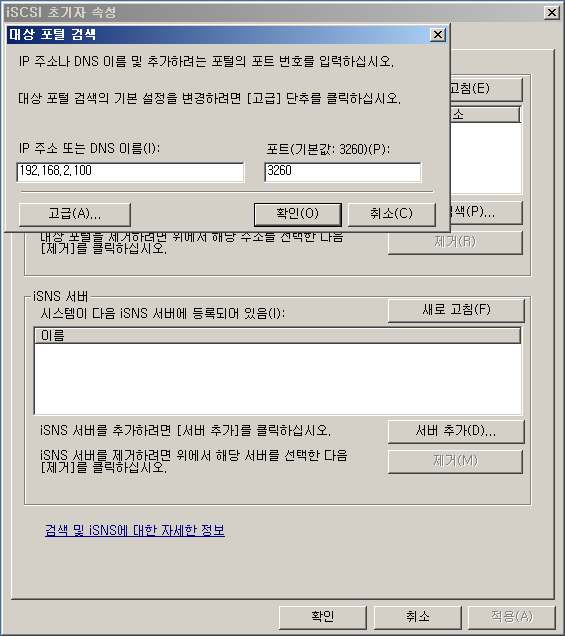 iSCSI 초기자 속성
대상 포털 검색
IP 주소나 DNS 이름 및 추가하려는 포털의 포트 번호를 입력하십시오.
대상 포털 검색의 기본 설정을 변경하려면 [고급] 단추를 클릭하십시오.
IP 주소 또는 DNS 이름(I):
포트(기본값: 3260)(P):
192.168.2.100
3260
고급(A)...
확인(O)
취소(C)
고침(E)
소
색(P)...
대상 포털을 제거하려면 위에서 해당 주소를 선택한 다음
[제거]를 클릭하십시오.
제거(R)
iSNS 서버
시스템이 다음 iSNS 서버에 등록되어 있음(I):
새로 고침(F)
이름
iSNS 서버를 추가하려면 [서버 추가]를 클릭하십시오.
서버 추가(D)...
iSNS 서버를 제거하려면 위에서 해당 서버를 선택한 다음
[제거]를 클릭하십시오.
제거(M)
검색 및 iSNS에 대한 자세한 정보
확인
취소
적용(A)